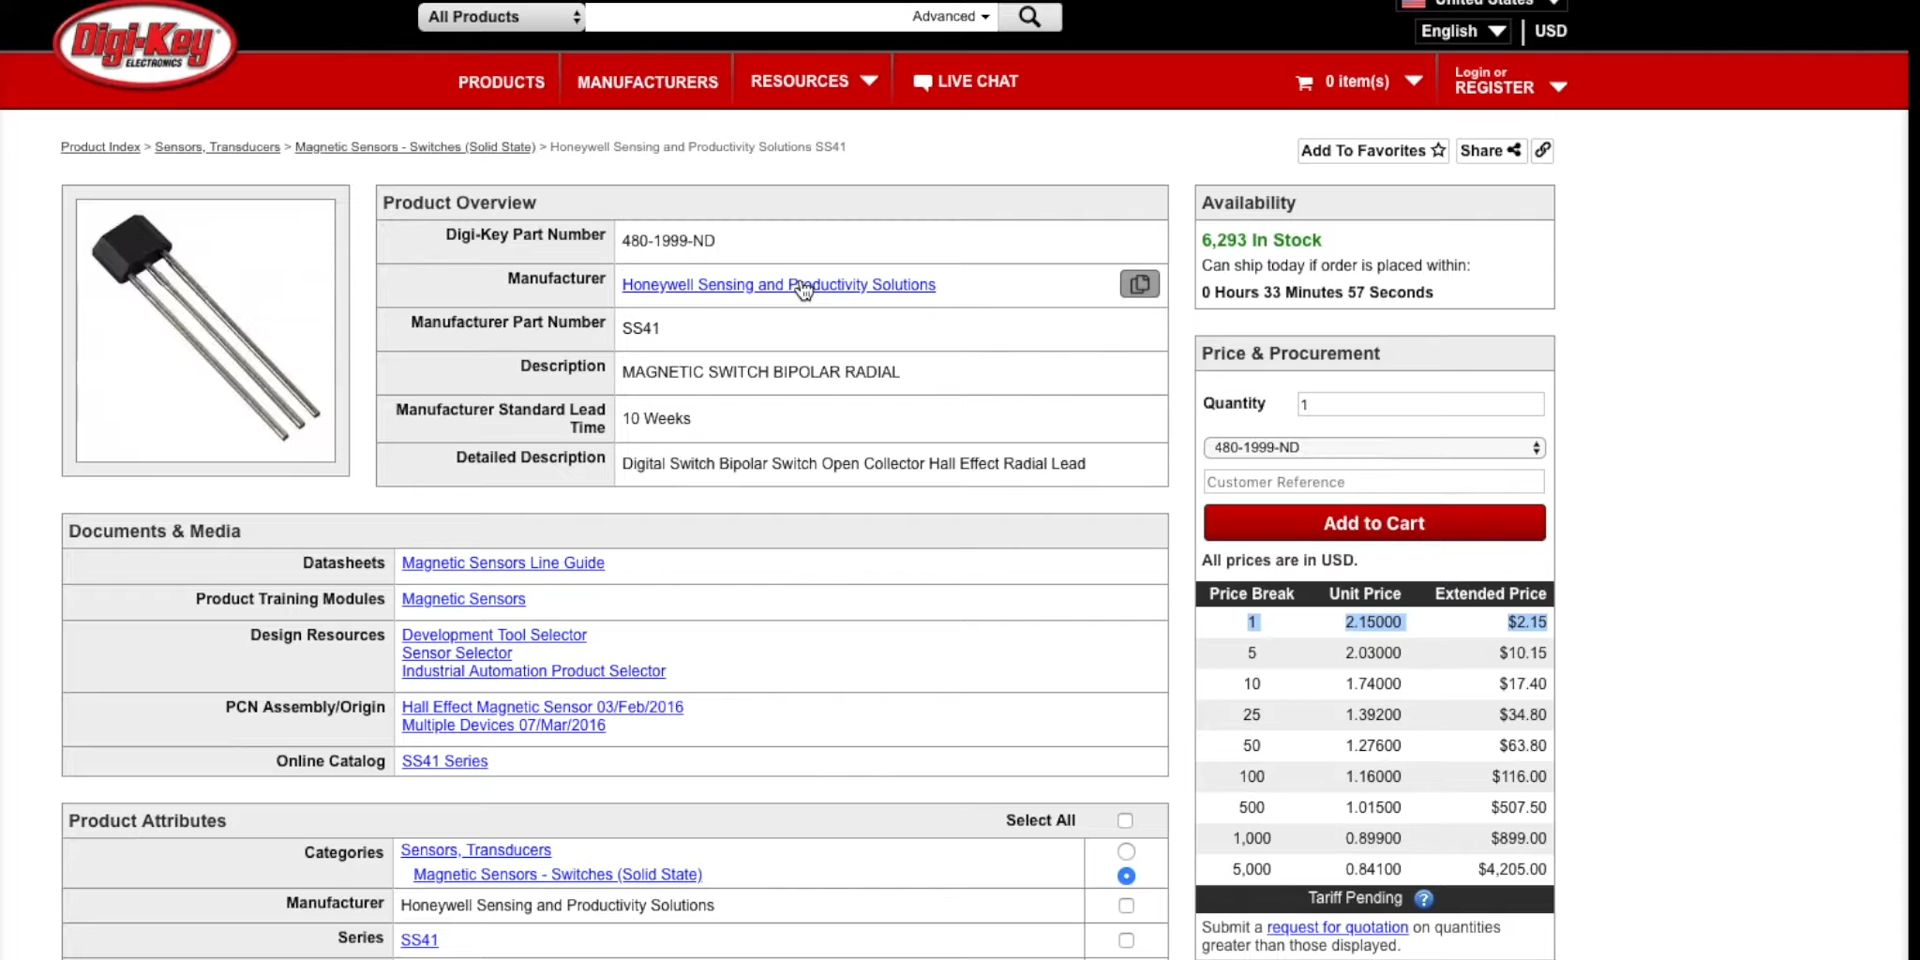 United States
All Products
Advanced
English
USD
Digi-Key
ELECTRONICS
PRODUCTS
MANUFACTURERS
RESOURCES
LIVE CHAT
0 item(s)
Login or
REGISTER
Product Index > Sensors, Transducers > Magnetic Sensors - Switches (Solid State) > Honeywell Sensing and Productivity Solutions SS41
Add To Favorites
Share
Product Overview
Digi-Key Part Number 480-1999-ND
Manufacturer Honeywell Sensing and Productivity Solutions
Manufacturer Part Number SS41
Description MAGNETIC SWITCH BIPOLAR RADIAL
Manufacturer Standard Lead
Time
10 Weeks
Detailed Description Digital Switch Bipolar Switch Open Collector Hall Effect Radial Lead
Availability
6,293 In Stock
Can ship today if order is placed within:
0 Hours 33 Minutes 57 Seconds
Price & Procurement
Quantity 1
480-1999-ND
Customer Reference
Add to Cart
All prices are in USD.
Price Break Unit Price Extended Price
1 2.15000 $2.15
5 2.03000 $10.15
10 1.74000 $17.40
25 1.39200 $34.80
50 1.27600 $63.80
100 1.16000 $116.00
500 1.01500 $507.50
1,000 0.89900 $899.00
5,000 0.84100 $4,205.00
Tariff Pending ?
Submit a request for quotation on quantities
greater than those displayed.
Documents & Media
Datasheets Magnetic Sensors Line Guide
Product Training Modules Magnetic Sensors
Design Resources Development Tool Selector
Sensor Selector
Industrial Automation Product Selector
PCN Assembly/Origin Hall Effect Magnetic Sensor 03/Feb/2016
Multiple Devices 07/Mar/2016
Online Catalog SS41 Series
Product Attributes Select All
Categories Sensors, Transducers
Magnetic Sensors - Switches (Solid State)
Manufacturer Honeywell Sensing and Productivity Solutions
Series SS41